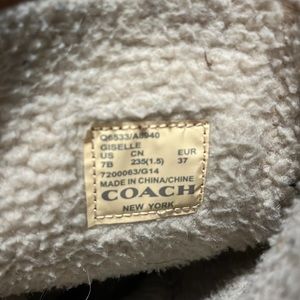 Q6533/A8940
GISELLE
US CN EUR
7B 235(1.5) 37
7200063/G14
MADE IN CHINA/CHINE
COACH
NEW YORK